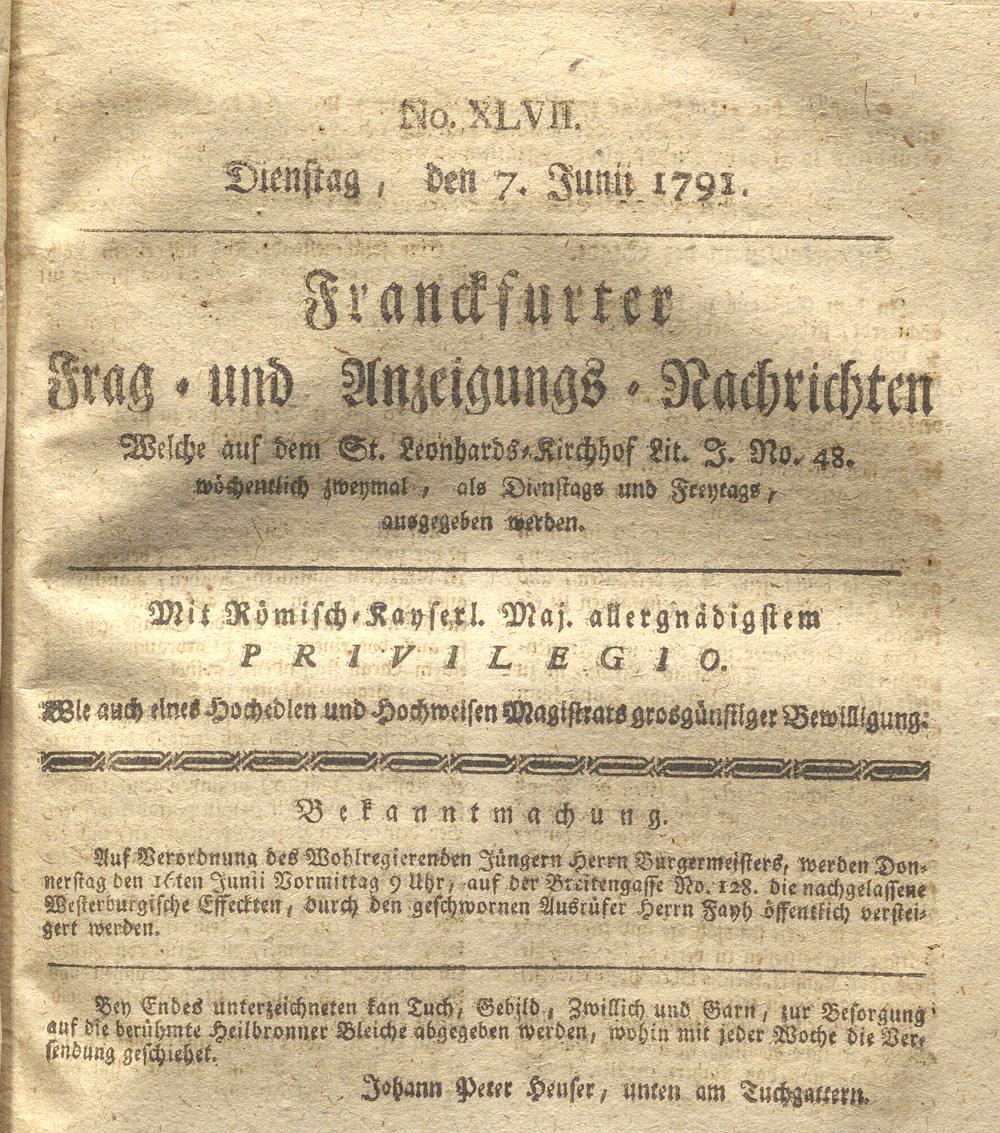 No. XLVII.
Dienſtag, den 7. Junii 1791.
Franckfurter
Frag- und Anzeigungs-Nachrichten
Welche auf dem St. Leonhards-Kirchhof Lit. J. No. 48.
wöchentlich zweymal, als Dienſtags und Freytags,
ausgegeben werden.
Mit Römiſch-Kayſerl. Maj. allergnädigſtem
PRIVILEGIO.
Wie auch eines Hochedlen und Hochweiſen Magiſtrats grosgünſtiger Bewilligung.
Bekanntmachung.
Auf Verordnung des Wohlregierenden Jüngern Herrn Burgermeiſters, werden Don-
nerſtag den 16ten Junii Vormittag 9 Uhr, auf der Breitengaſſe No. 128. die nachgelaſſene
Weſterburgiſche Effeckten, durch den geſchwornen Ausrüfer Herrn Fayh öffentlich verſtei-
gert werden.
Bey Endes unterzeichneten kan Tuch, Gebild, Zwillich und Garn, zur Beſorgung
auf die berühmte Heilbronner Bleiche abgegeben werden, wohin mit jeder Woche die Ver-
ſendung geſchiehet.
Johann Peter Heuſer, unten am Tuchgattern.